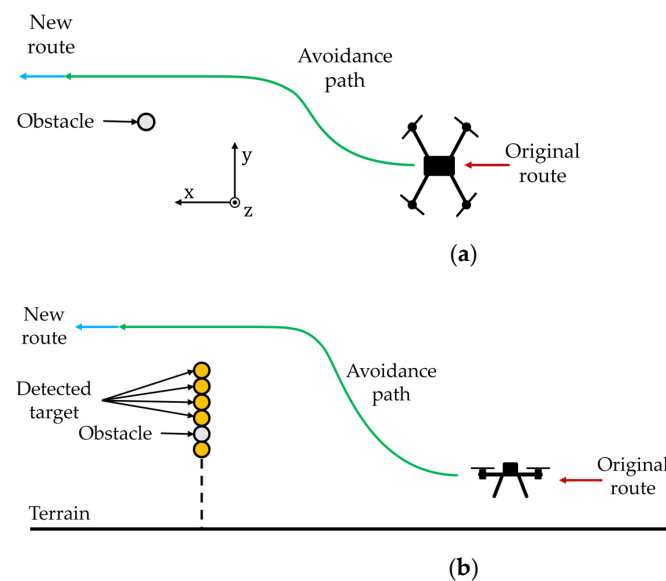 New
route
Avoidance
path
Obstacle
Original
route
y
x
z
(a)
New
route
Avoidance
path
Detected
target
Obstacle
Original
route
Terrain
(b)